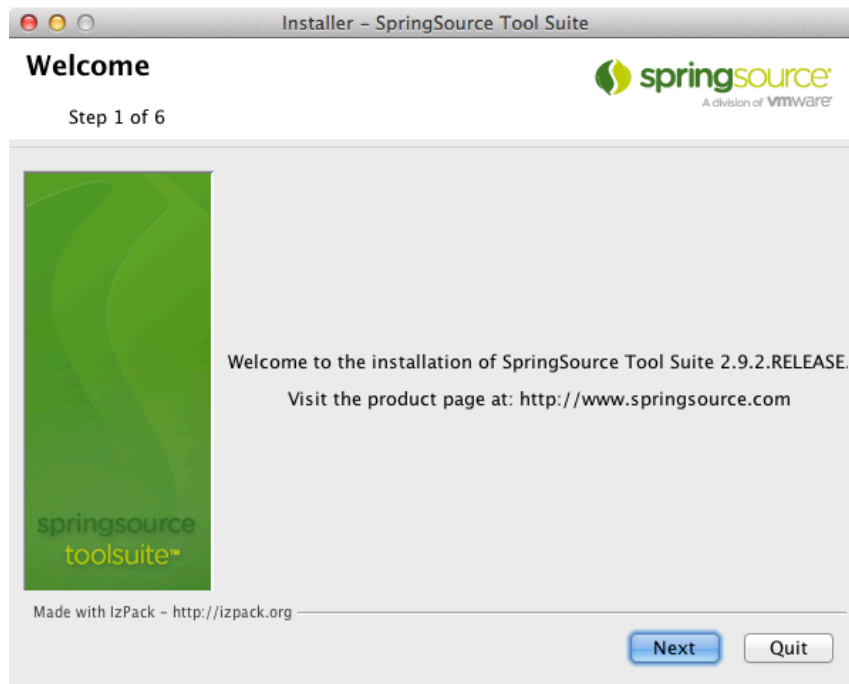 Installer – SpringSource Tool Suite
Welcome
springsource
A division of vmware
Step 1 of 6
Welcome to the installation of SpringSource Tool Suite 2.9.2.RELEASE.
Visit the product page at: http://www.springsource.com
springsource
toolsuite™
Made with IzPack – http://izpack.org
Next
Quit